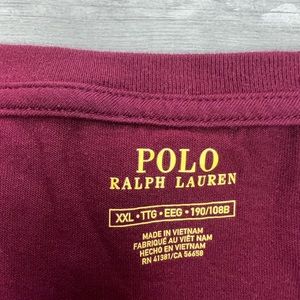 POLO
RALPH LAUREN
XXL • TTG • EEG • 190/108B
MADE IN VIETNAM
FABRIQUÉ AU VIÊT NAM
HECHO EN VIETNAM
RN 41381/CA 56658